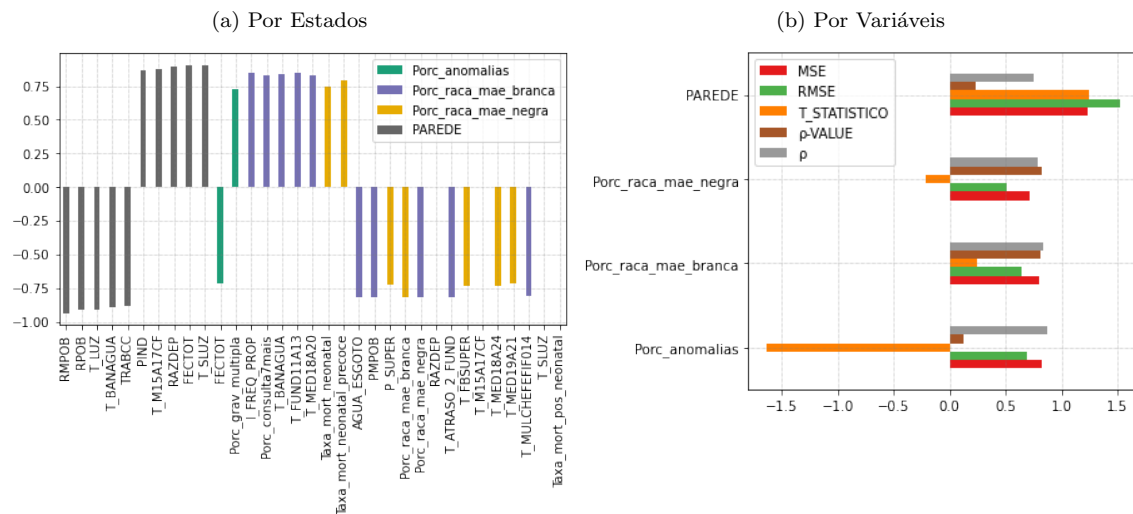 (a) Por Estados
0.75
0.50
0.25
0.00
−0.25
−0.50
−0.75
−1.00
Porc_anomalias
Porc_raca_mae_branca
Porc_raca_mae_negra
PAREDE
RMPOB
RPOB
T_LUZ
T_BANAGUA
TRABCC
PIND
T_M15A17CF
RAZDEP
FECTOT
T_SLUZ
FECTOT
Porc_grav_multipla
I_FREQ_PROP
Porc_consulta7mais
T_BANAGUA
T_FUND11A13
T_MED18A20
Taxa_mort_neonatal
Taxa_mort_neonatal_precoce
AGUA_ESGOTO
PMPOB
P_SUPER
Porc_raca_mae_branca
Porc_raca_mae_negra
RAZDEP
T_ATRASO_2_FUND
T_FBSUPER
T_M15A17CF
T_MED18A24
T_MED19A21
T_MULCHEFEFIF014
T_SLUZ
Taxa_mort_pos_neonatal
(b) Por Variáveis
MSE
RMSE
T_STATISTICO
ρ-VALUE
ρ
PAREDE
Porc_raca_mae_negra
Porc_raca_mae_branca
Porc_anomalias
−1.5 −1.0 −0.5 0.0 0.5 1.0 1.5